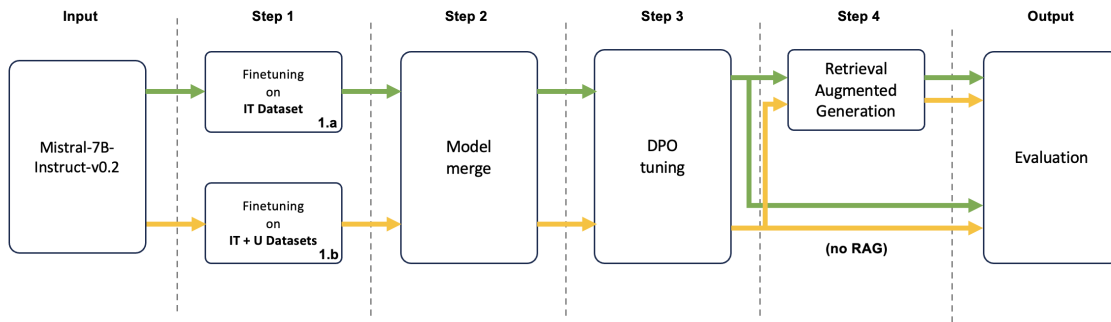 Input
Step 1
Step 2
Step 3
Step 4
Output
Mistral-7B-
Instruct-v0.2
Finetuning
on
IT Dataset
1.a
Finetuning
on
IT + U Datasets
1.b
Model
merge
DPO
tuning
Retrieval
Augmented
Generation
(no RAG)
Evaluation